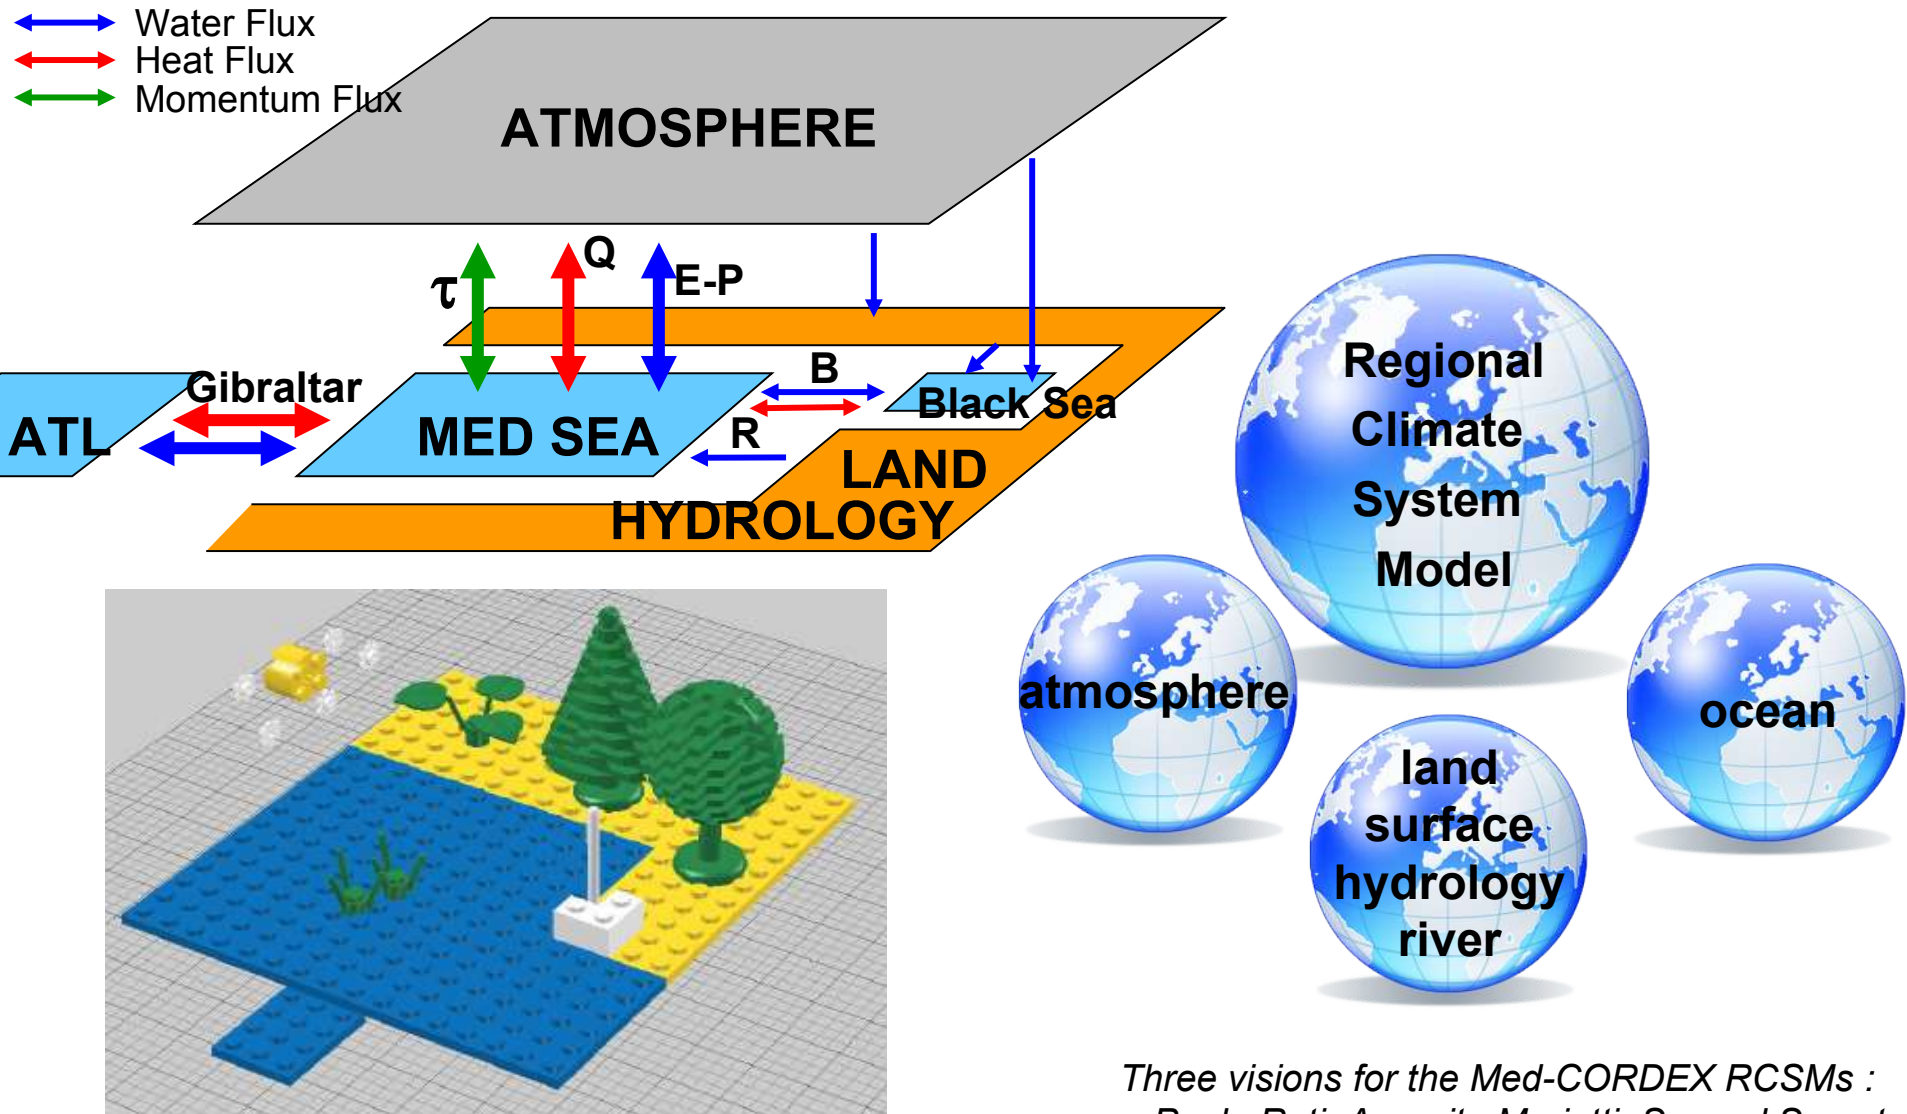 Water Flux
Heat Flux
Momentum Flux
ATMOSPHERE
τ
Q
E-P
Gibraltar
ATL
MED SEA
B
R
Black Sea
LAND
HYDROLOGY
Regional
Climate
System
Model
atmosphere
land
surface
hydrology
river
ocean
Three visions for the Med-CORDEX RCSMs :